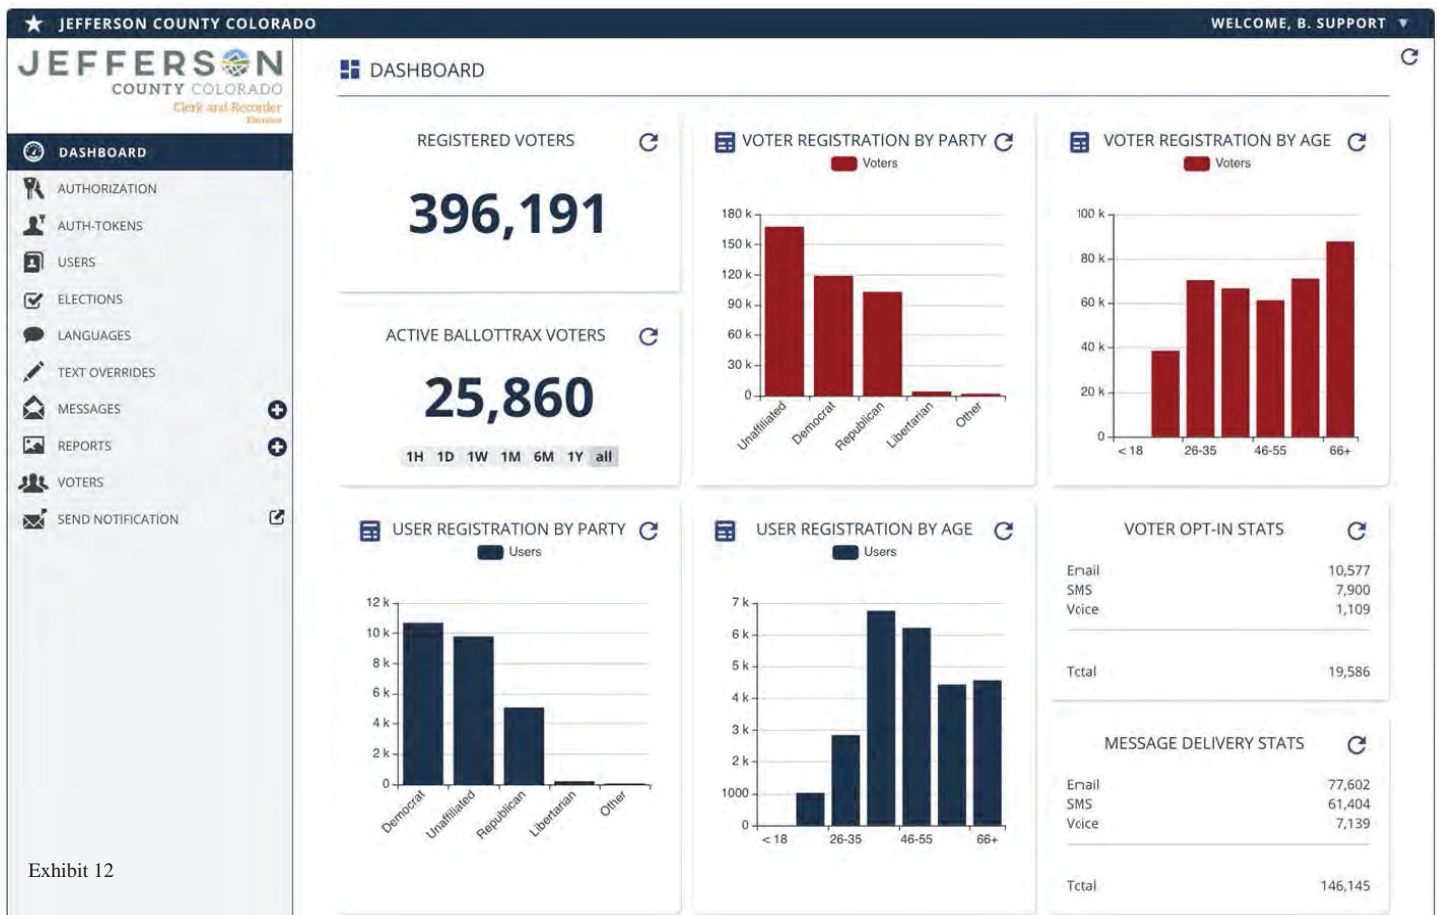 JEFFERSON COUNTY COLORADO
WELCOME, B. SUPPORT
JEFFERSON
COUNTY COLORADO
Clerk and Recorder
Elections
DASHBOARD
AUTHORIZATION
AUTH-TOKENS
USERS
ELECTIONS
LANGUAGES
TEXT OVERRIDES
MESSAGES
REPORTS
VOTERS
SEND NOTIFICATION
Exhibit 12
DASHBOARD
REGISTERED VOTERS
396,191
ACTIVE BALLOTTRAX VOTERS
25,860
1H 1D 1W 1M 6M 1Y all
VOTER REGISTRATION BY PARTY
Voters
180 k
150 k
120 k
90 k
60 k
30 k
0
Unaffiliated
Democrat
Republican
Libertarian
Other
VOTER REGISTRATION BY AGE
Voters
100 k
80 k
60 k
40 k
20 k
0
< 18 26-35 46-55 66+
USER REGISTRATION BY PARTY
Users
12 k
10 k
8 k
6 k
4 k
2 k
0
Democrat
Unaffiliated
Republican
Libertarian
Other
USER REGISTRATION BY AGE
Users
7 k
6 k
5 k
4 k
3 k
2 k
1000
0
< 18 26-35 46-55 66+
VOTER OPT-IN STATS
Email 10,577
SMS 7,900
Voice 1,109
Total 19,586
MESSAGE DELIVERY STATS
Email 77,602
SMS 61,404
Voice 7,139
Total 146,145